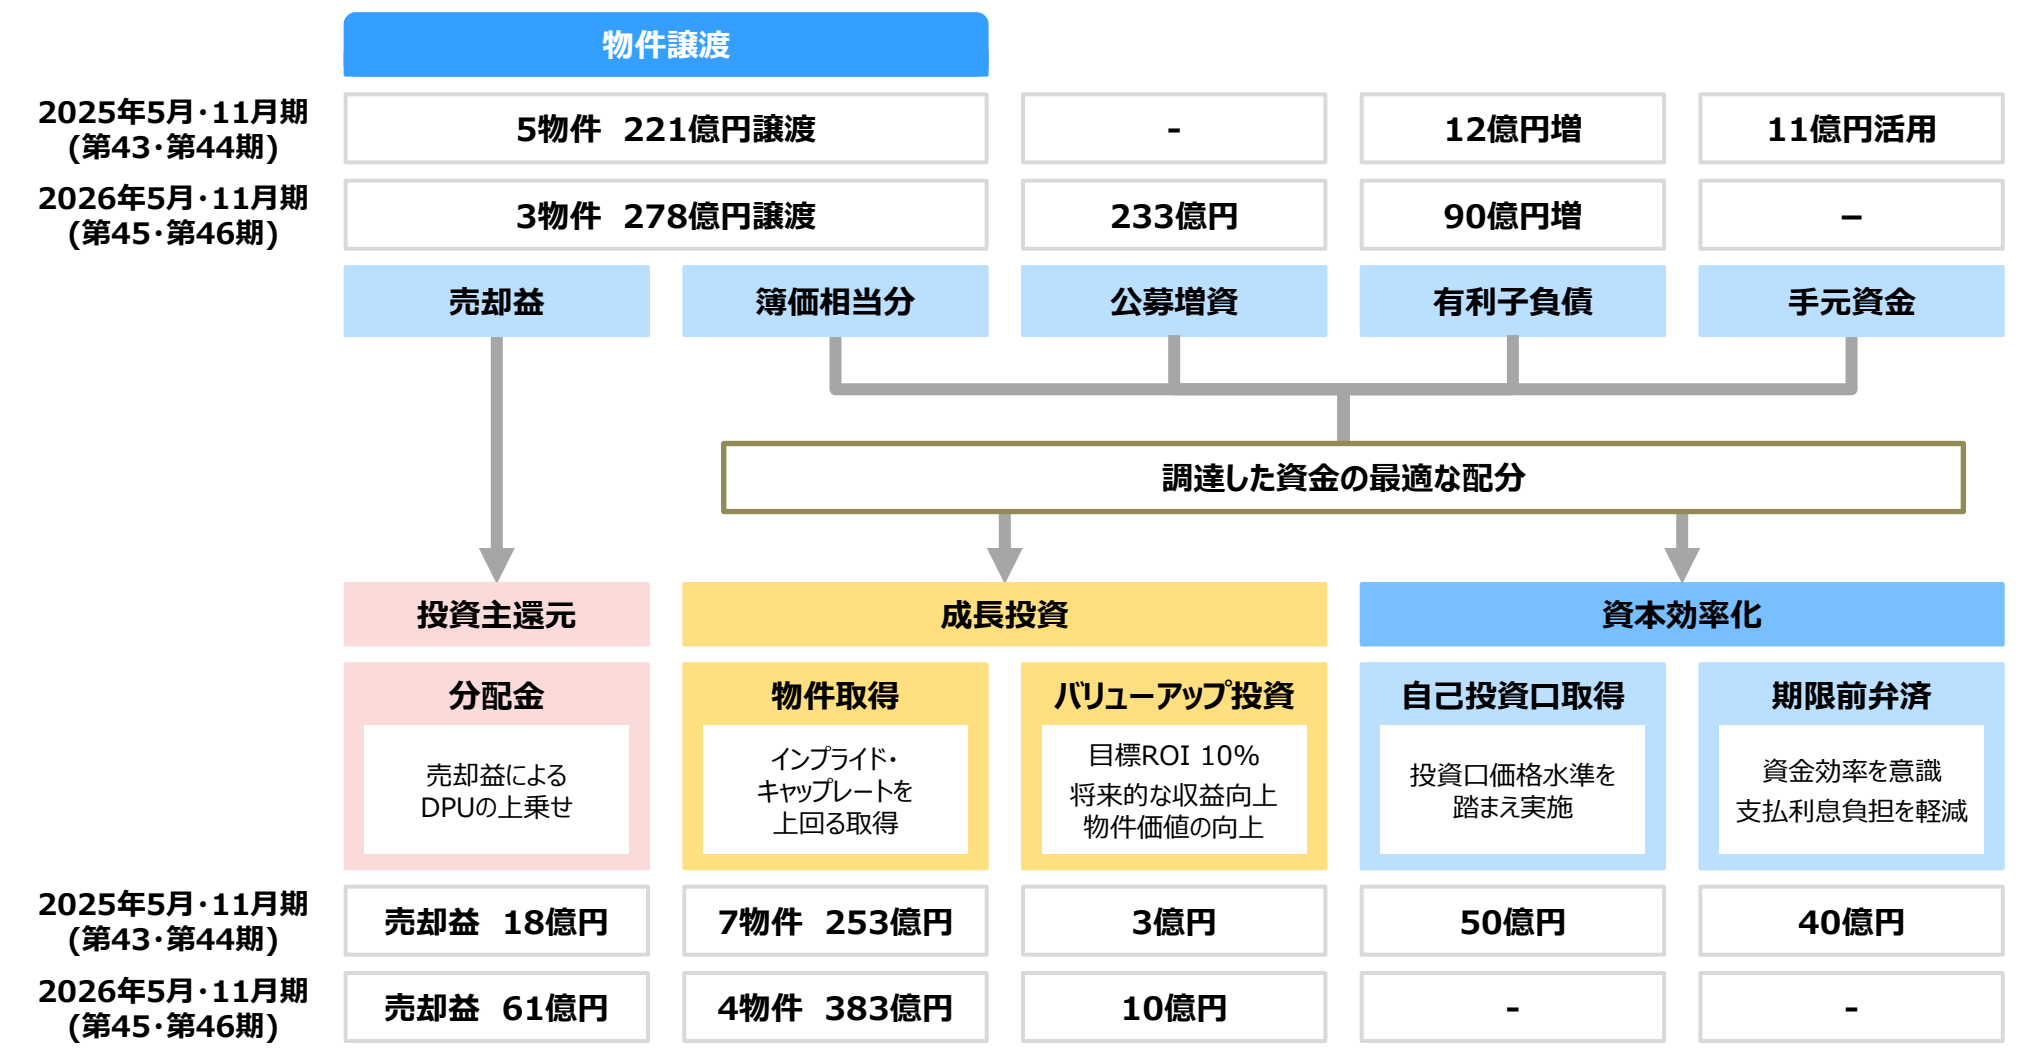 物件譲渡
2025年5月・11月期
(第43・第44期)
5物件 221億円譲渡
-
12億円増
11億円活用
2026年5月・11月期
(第45・第46期)
3物件 278億円譲渡
233億円
90億円増
–
売却益
簿価相当分
公募増資
有利子負債
手元資金
調達した資金の最適な配分
投資主還元
成長投資
資本効率化
分配金
売却益による
DPUの上乗せ
物件取得
インプライド・
キャップレートを
上回る取得
バリューアップ投資
目標ROI 10%
将来的な収益向上
物件価値の向上
自己投資口取得
投資口価格水準を
踏まえ実施
期限前弁済
資金効率を意識
支払利息負担を軽減
2025年5月・11月期
(第43・第44期)
売却益 18億円
7物件 253億円
3億円
50億円
40億円
2026年5月・11月期
(第45・第46期)
売却益 61億円
4物件 383億円
10億円
-
-